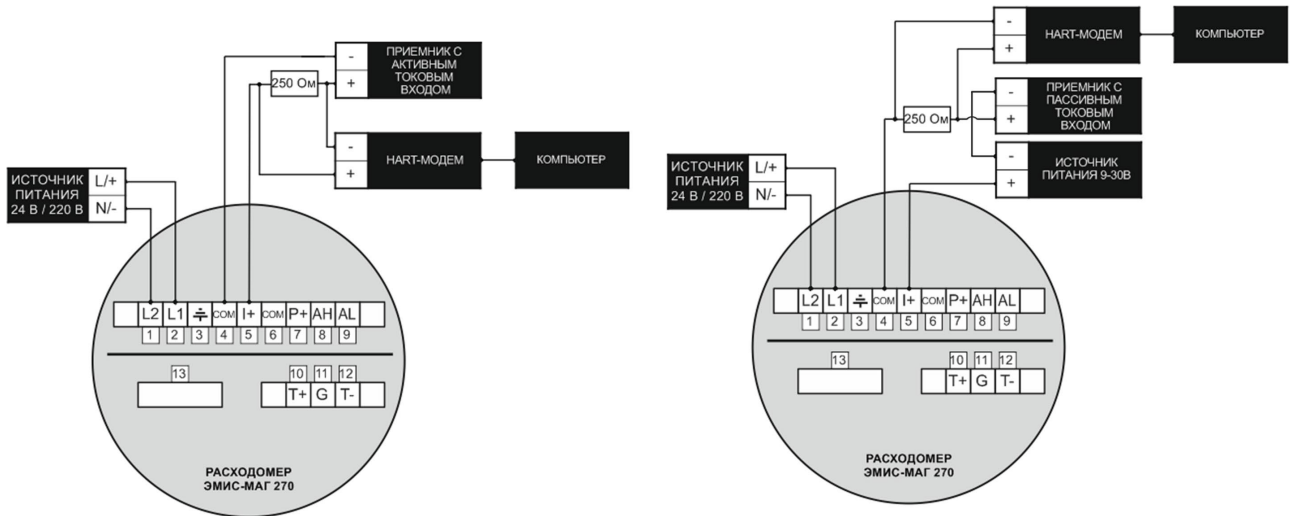 ПРИЕМНИК С
АКТИВНЫМ
ТОКОВЫМ
ВХОДОМ
-
+
250 Ом
-
+
HART-МОДЕМ
КОМПЬЮТЕР
ИСТОЧНИК
ПИТАНИЯ
24 В / 220 В
L/+
N/-
L2 L1 COM I+ COM P+ AH AL
1 2 3 4 5 6 7 8 9
13 10 11 12
T+ G T-
РАСХОДОМЕР
ЭМИС-МАГ 270
-
+
HART-МОДЕМ
КОМПЬЮТЕР
-
+
ПРИЕМНИК С
ПАССИВНЫМ
ТОКОВЫМ
ВХОДОМ
250 Ом
-
+
ИСТОЧНИК
ПИТАНИЯ 9-30В
ИСТОЧНИК
ПИТАНИЯ
24 В / 220 В
L/+
N/-
L2 L1 COM I+ COM P+ AH AL
1 2 3 4 5 6 7 8 9
13 10 11 12
T+ G T-
РАСХОДОМЕР
ЭМИС-МАГ 270